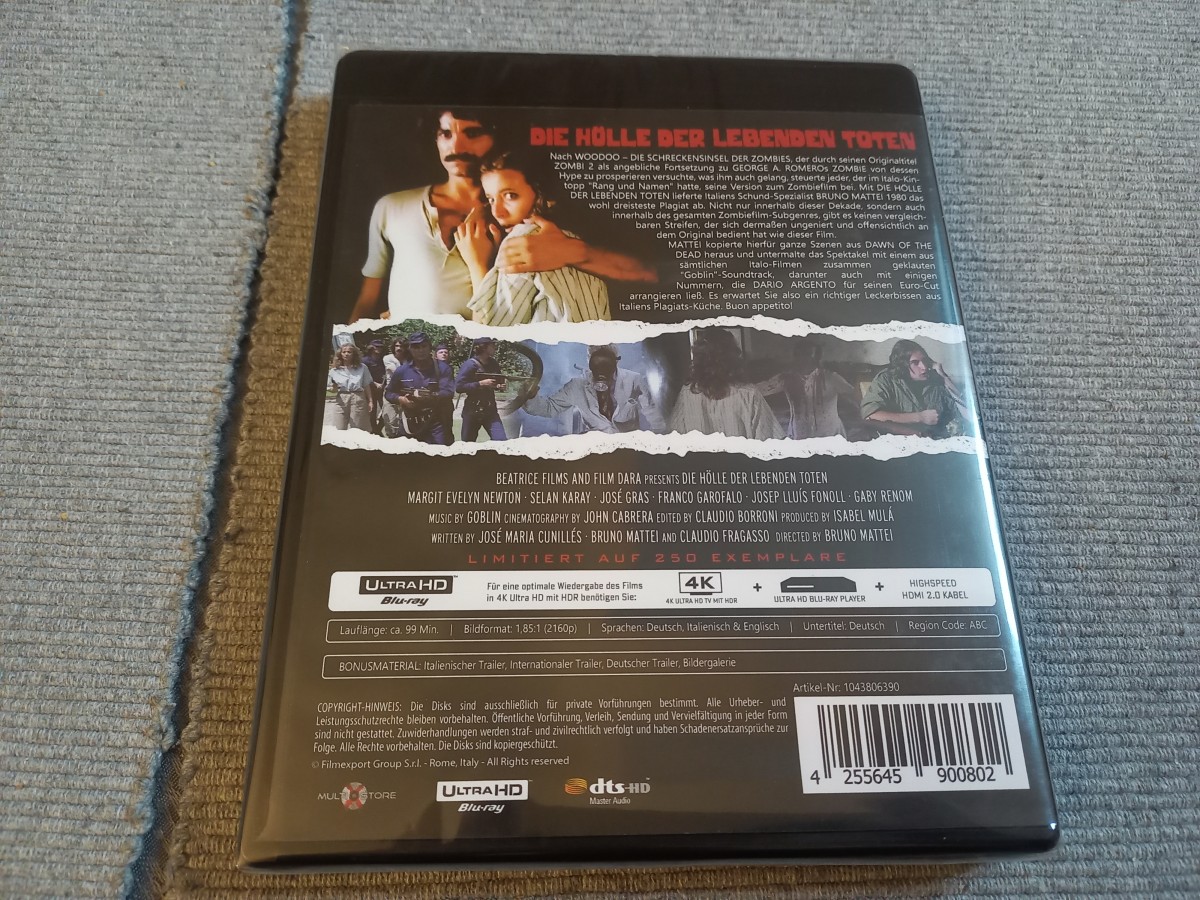 DIE HÖLLE DER LEBENDEN TOTEN
Nach WOODOO – DIE SCHRECKENSINSEL DER ZOMBIES, der durch seinen Originaltitel
ZOMBI 2 als angebliche Fortsetzung zu GEORGE A. ROMEROs ZOMBIE von dessen
Hype zu prosperieren versuchte, was ihm auch gelang, steuerte jeder, der im Italo-Kin-
topp "Rang und Namen" hatte, seine Version zum Zombiefilm bei. Mit DIE HÖLLE
DER LEBENDEN TOTEN lieferte Italiens Schund-Spezialist BRUNO MATTEI 1980 das
wohl dreisteste Plagiat ab. Nicht nur innerhalb dieser Dekade, sondern auch
innerhalb des gesamten Zombiefilm-Subgenres, gibt es keinen vergleich-
baren Streifen, der sich dermaßen ungeniert und offensichtlich an
dem Original bedient hat wie dieser Film.
MATTEI kopierte hierfür ganze Szenen aus DAWN OF THE
DEAD heraus und untermalte das Spektakel mit einem aus
sämtlichen Italo-Filmen zusammen geklauten
"Goblin"-Soundtrack, darunter auch mit einigen
Nummern, die DARIO ARGENTO für seinen Euro-Cut
arrangieren ließ. Es erwartet Sie also ein richtiger Leckerbissen aus
Italiens Plagiats-Küche. Buon appetito!
BEATRICE FILMS AND FILM DARA PRESENTS DIE HÖLLE DER LEBENDEN TOTEN
MARGIT EVELYN NEWTON · SELAN KARAY · JOSÉ GRAS · FRANCO GAROFALO · JOSEP LLUÍS FONOLL · GABY RENOM
MUSIC BY GOBLIN CINEMATOGRAPHY BY JOHN CABRERA EDITED BY CLAUDIO BORRONI PRODUCED BY ISABEL MULÁ
WRITTEN BY JOSÉ MARIA CUNILLÉS · BRUNO MATTEI AND CLAUDIO FRAGASSO DIRECTED BY BRUNO MATTEI
LIMITIERT AUF 250 EXEMPLARE
ULTRA HD Blu-ray
Für eine optimale Wiedergabe des Films
in 4K Ultra HD mit HDR benötigen Sie:
4K
4K ULTRA HD TV MIT HDR
+
ULTRA HD BLU-RAY PLAYER
+
HIGHSPEED
HDMI 2.0 KABEL
Lauflänge: ca. 99 Min. | Bildformat: 1,85:1 (2160p) | Sprachen: Deutsch, Italienisch & Englisch | Untertitel: Deutsch | Region Code: ABC
BONUSMATERIAL: Italienischer Trailer, Internationaler Trailer, Deutscher Trailer, Bildergalerie
Artikel-Nr: 1043806390
COPYRIGHT-HINWEIS: Die Disks sind ausschließlich für private Vorführungen bestimmt. Alle Urheber- und
Leistungsschutzrechte bleiben vorbehalten. Öffentliche Vorführung, Verleih, Sendung und Vervielfältigung in jeder Form
sind nicht gestattet. Zuwiderhandlungen werden straf- und zivilrechtlich verfolgt und haben Schadenersatzansprüche zur
Folge. Alle Rechte vorbehalten. Die Disks sind kopiergeschützt.
© Filmexport Group S.r.l. - Rome, Italy - All Rights reserved
4 255645 900802
MULTI STORE
ULTRA HD Blu-ray
dts-HD
Master Audio